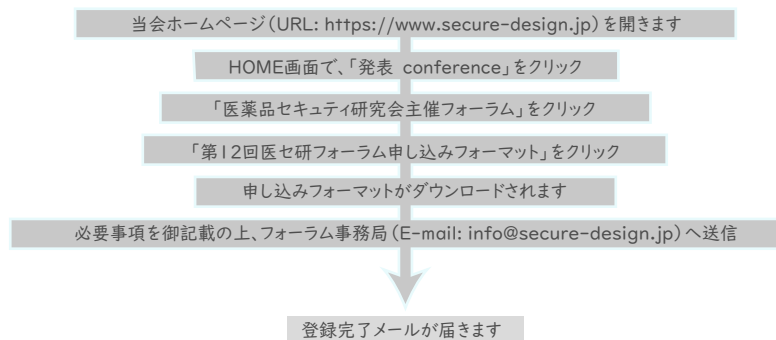 当会ホームページ（URL: https://www.secure-design.jp）を開きます
HOME画面で、「発表 conference」をクリック
「医薬品セキュティ研究会主催フォーラム」をクリック
「第12回医セ研フォーラム申し込みフォーマット」をクリック
申し込みフォーマットがダウンロードされます
必要事項を御記載の上、フォーラム事務局（E-mail: info@secure-design.jp）へ送信
登録完了メールが届きます